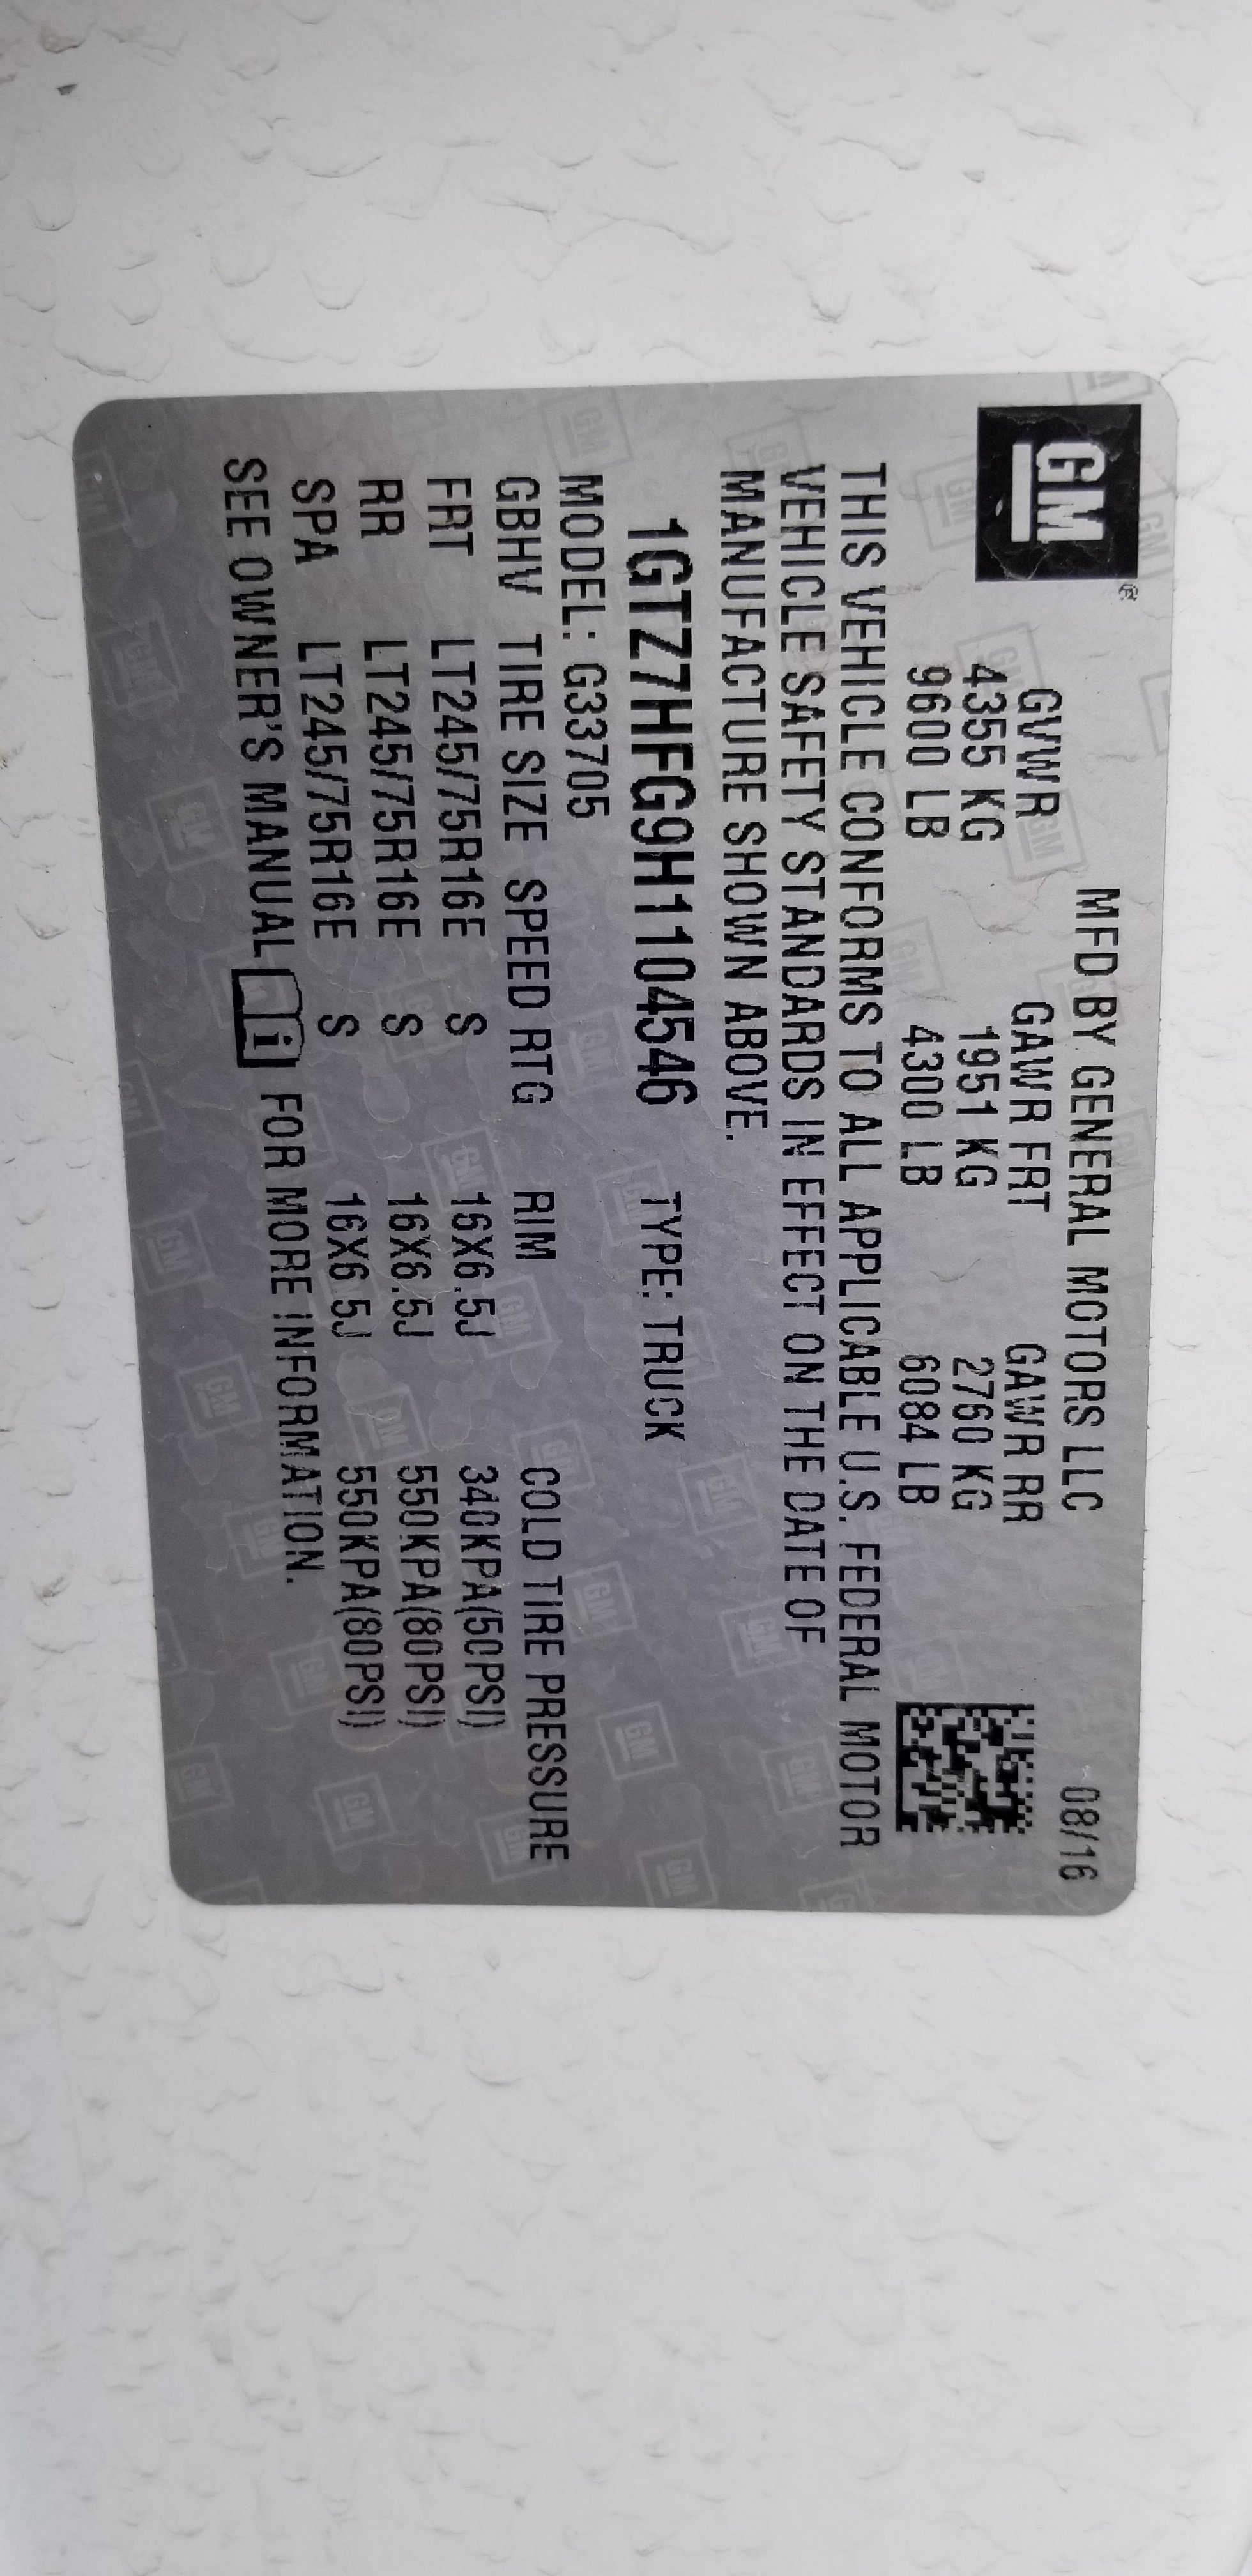 GM®
MFD BY GENERAL MOTORS LLC 08/16
GVWR GAWR FRT GAWR RR
4355 KG 1951 KG 2760 KG
9600 LB 4300 LB 6084 LB
THIS VEHICLE CONFORMS TO ALL APPLICABLE U.S. FEDERAL MOTOR
VEHICLE SAFETY STANDARDS IN EFFECT ON THE DATE OF
MANUFACTURE SHOWN ABOVE.
1GTZ7HFG9H1104546 TYPE: TRUCK
MODEL: G33705
GBHV TIRE SIZE SPEED RTG RIM COLD TIRE PRESSURE
FRT LT245/75R16E S 16X6.5J 340KPA(50PSI)
RR LT245/75R16E S 16X6.5J 550KPA(80PSI)
SPA LT245/75R16E S 16X6.5J 550KPA(80PSI)
SEE OWNER'S MANUAL i FOR MORE INFORMATION.